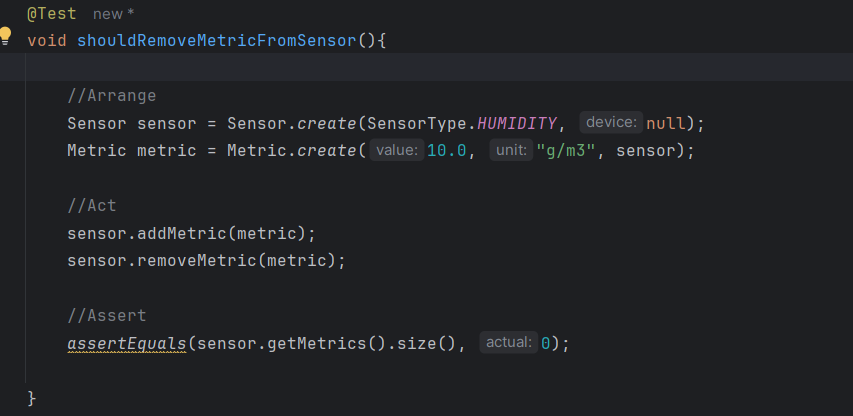 @Test new *
void shouldRemoveMetricFromSensor(){
//Arrange
Sensor sensor = Sensor.create(SensorType.HUMIDITY, device: null);
Metric metric = Metric.create( value: 10.0, unit: "g/m3", sensor);
//Act
sensor.addMetric(metric);
sensor.removeMetric(metric);
//Assert
assertEquals(sensor.getMetrics().size(), actual: 0);
}